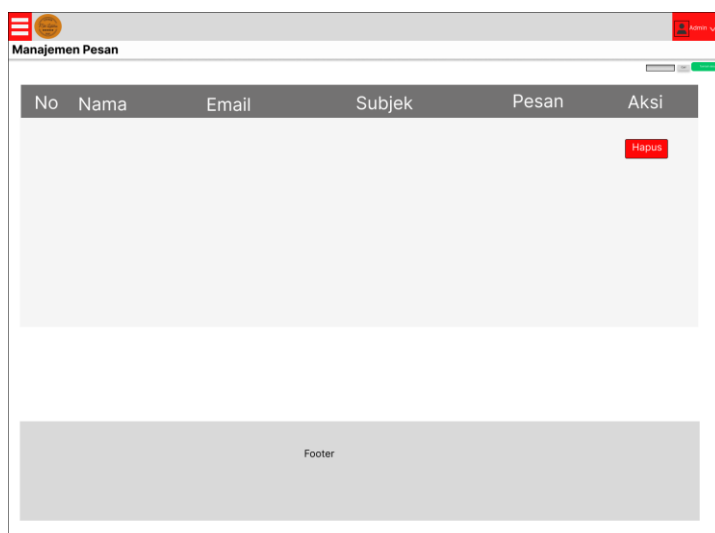 Admin
Manajemen Pesan
No Nama Email Subjek Pesan Aksi
Hapus
Footer